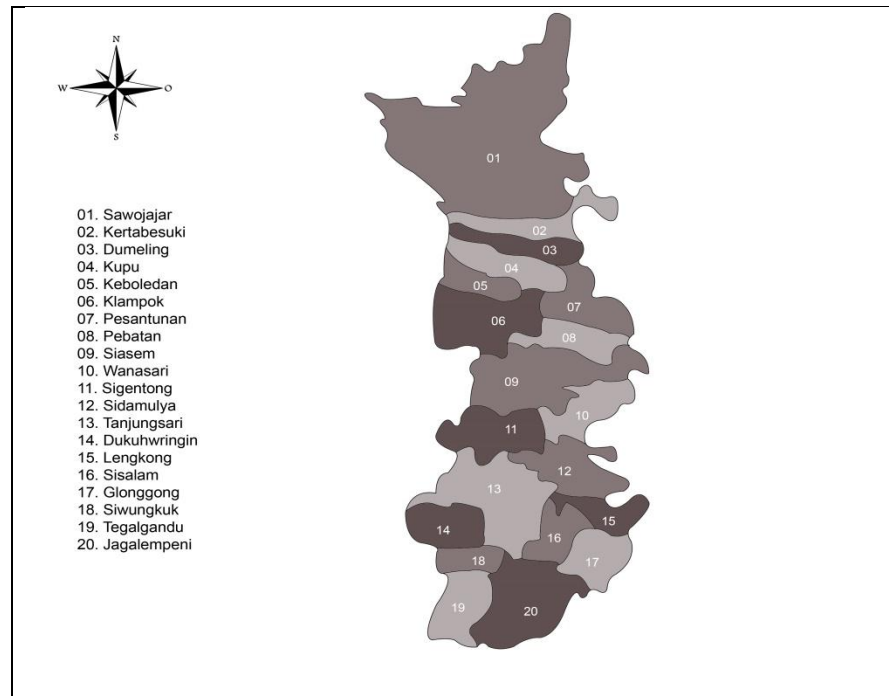 N
W
O
S
01. Sawojajar
02. Kertabesuki
03. Dumeling
04. Kupu
05. Keboledan
06. Klampok
07. Pesantunan
08. Pebatan
09. Siasem
10. Wanasari
11. Sigentong
12. Sidamulya
13. Tanjungsari
14. Dukuhwringin
15. Lengkong
16. Sisalam
17. Glonggong
18. Siwungkuk
19. Tegalgandu
20. Jagalempeni
01
02
03
04
05
06
07
08
09
10
11
12
13
14
15
16
17
18
19
20